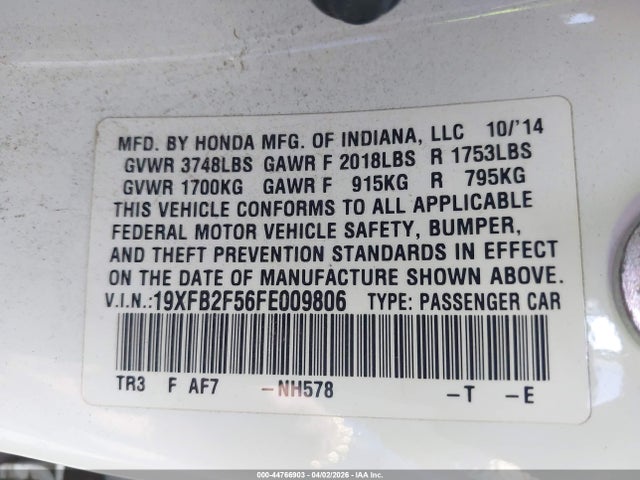 MFD. BY HONDA MFG. OF INDIANA, LLC 10/'14
GVWR 3748LBS GAWR F 2018LBS R 1753LBS
GVWR 1700KG GAWR F 915KG R 795KG
THIS VEHICLE CONFORMS TO ALL APPLICABLE
FEDERAL MOTOR VEHICLE SAFETY, BUMPER,
AND THEFT PREVENTION STANDARDS IN EFFECT
ON THE DATE OF MANUFACTURE SHOWN ABOVE.
V.I.N.:19XFB2F56FE009806 TYPE: PASSENGER CAR
TR3 F AF7 -NH578 -T -E
000-44766903 - 04/02/2026 - IAA Inc.